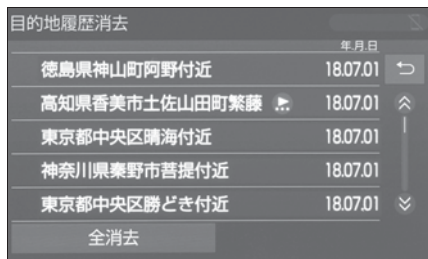 目的地履歴消去
年.月.日
徳島県神山町阿野付近 18.07.01
高知県香美市土佐山田町繁藤 18.07.01
東京都中央区晴海付近 18.07.01
神奈川県秦野市菩提付近 18.07.01
東京都中央区勝どき付近 18.07.01
全消去